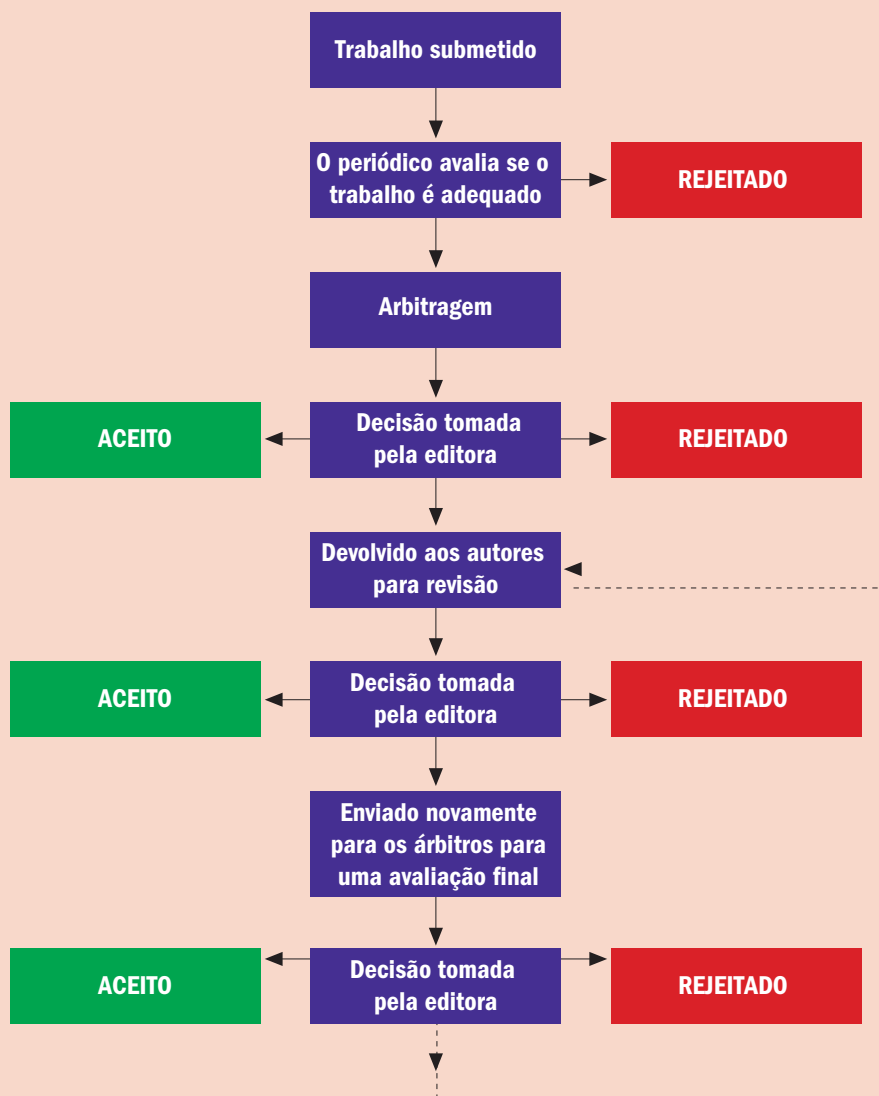 Trabalho submetido
O periódico avalia se o
trabalho é adequado
REJEITADO
Arbitragem
ACEITO
Decisão tomada
pela editora
REJEITADO
Devolvido aos autores
para revisão
ACEITO
Decisão tomada
pela editora
REJEITADO
Enviado novamente
para os árbitros para
uma avaliação final
ACEITO
Decisão tomada
pela editora
REJEITADO